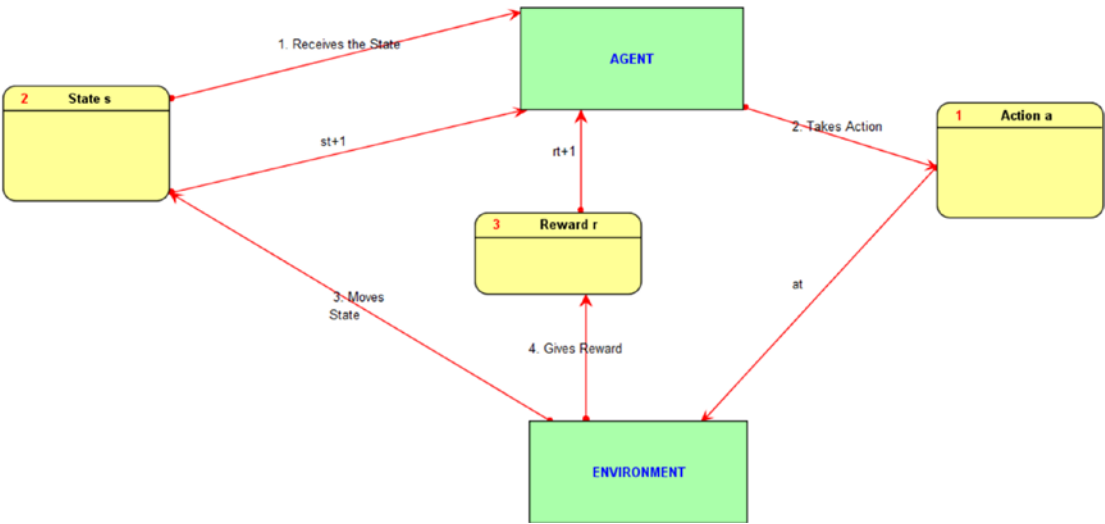 AGENT
1. Receives the State
2 State s
1 Action a
2. Takes Action
st+1
rt+1
3 Reward r
at
3. Moves
State
4. Gives Reward
ENVIRONMENT